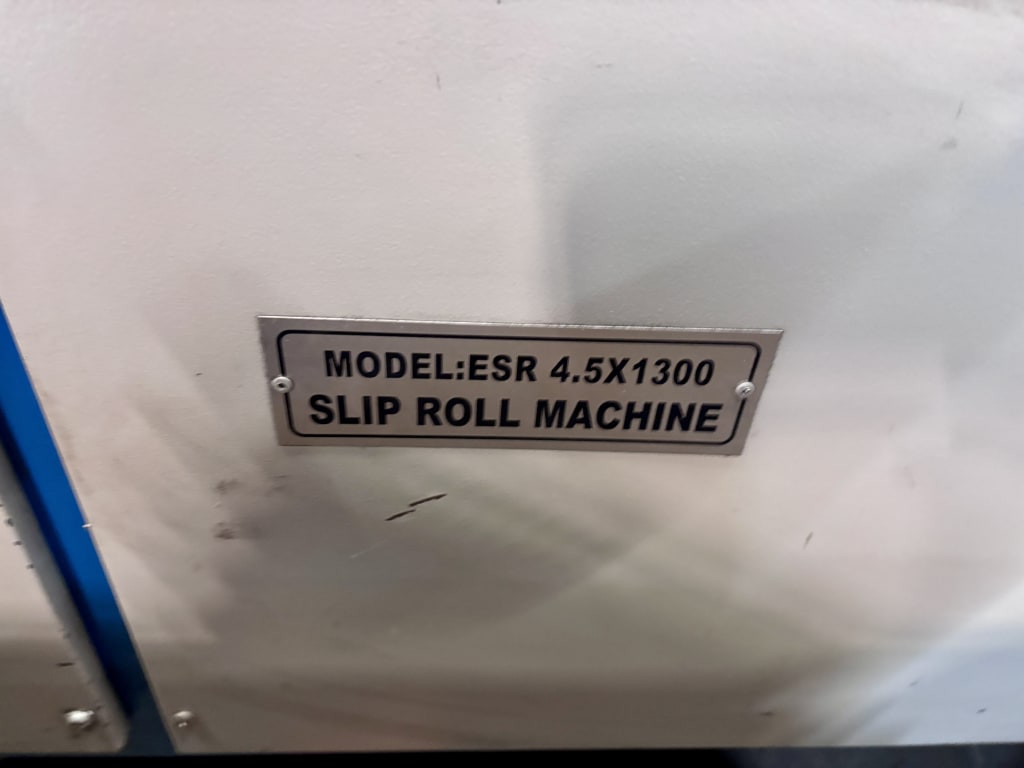 MODEL:ESR 4.5X1300
SLIP ROLL MACHINE